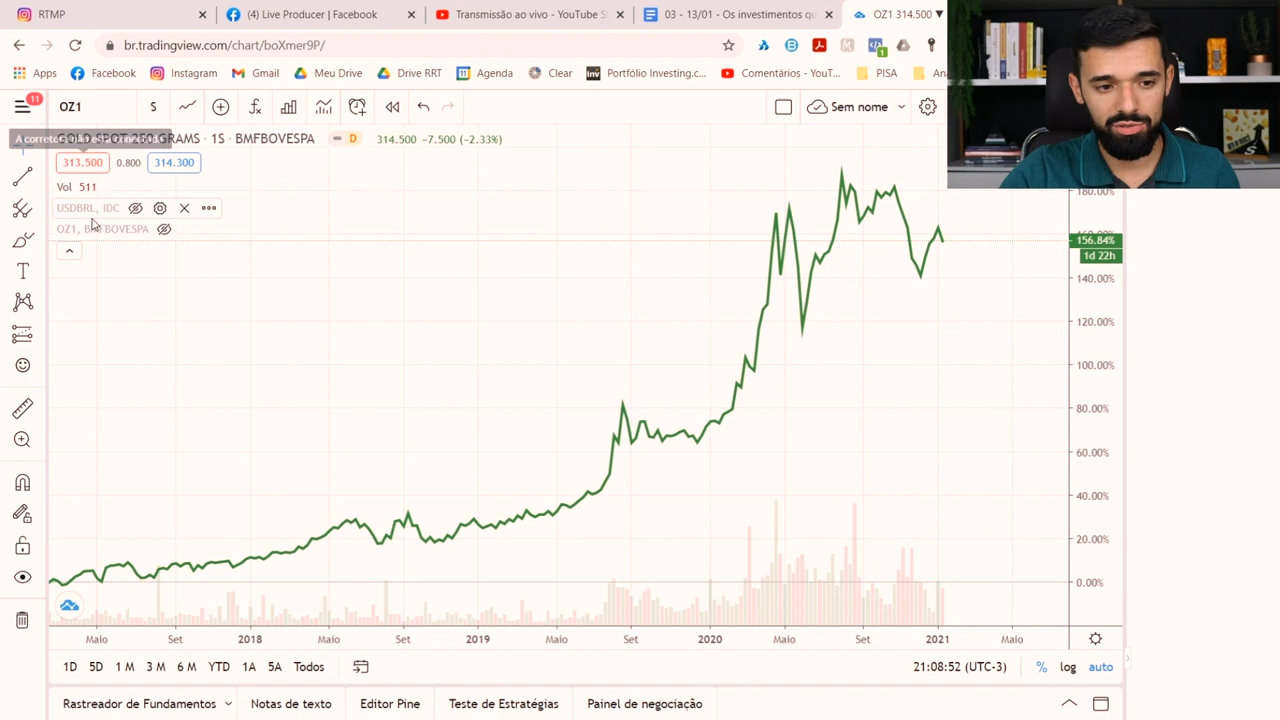 RTMP
(4) Live Producer | Facebook
Transmissão ao vivo - YouTube S
03 - 13/01 - Os investimentos qu
OZ1 314.500 ▼
br.tradingview.com/chart/boXmer9P/
Apps
Facebook
Instagram
Gmail
Meu Drive
Drive RRT
Agenda
Clear
Portfólio Investing.c...
Comentários - YouT...
PISA
11
OZ1
S
Sem nome
GOLD SPOT 250 GRAMS · 1S · BMFBOVESPA
D
314.500 -7.500 (-2.33%)
313.500
0.800
314.300
Vol 511
USDBRL, IDC
OZ1, BMFBOVESPA
180.00%
156.84%
1d 22h
140.00%
120.00%
100.00%
80.00%
60.00%
40.00%
20.00%
0.00%
Maio
Set
2018
Maio
Set
2019
Maio
Set
2020
Maio
Set
2021
Maio
1D
5D
1 M
3 M
6 M
YTD
1A
5A
Todos
21:08:52 (UTC-3)
%
log
auto
Rastreador de Fundamentos
Notas de texto
Editor Pine
Teste de Estratégias
Painel de negociação